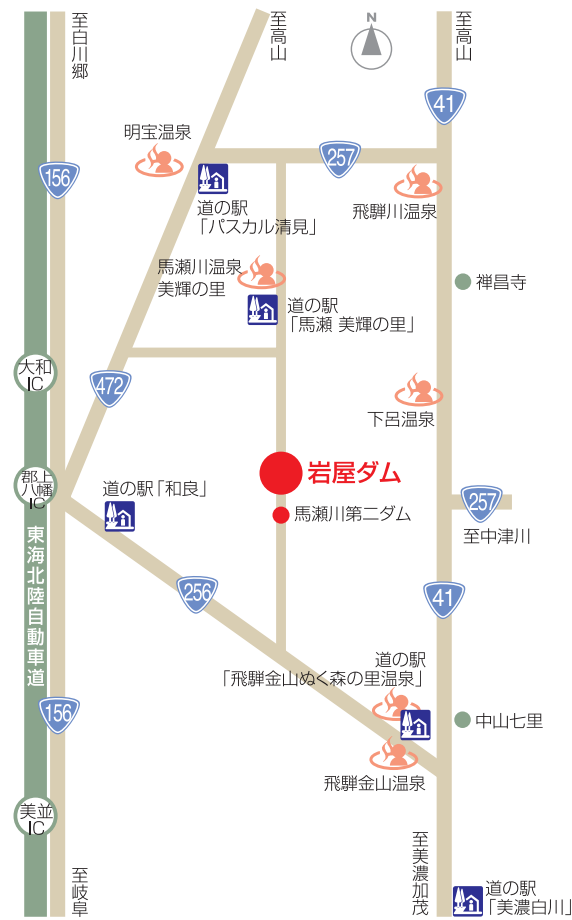 至白川郷
至高山
N
至高山
41
明宝温泉
257
156
道の駅
「パスカル清見」
飛騨川温泉
馬瀬川温泉
美輝の里
禅昌寺
道の駅
「馬瀬 美輝の里」
大和
IC
472
下呂温泉
岩屋ダム
郡上
八幡
IC
道の駅「和良」
257
馬瀬川第二ダム
至中津川
東海北陸自動車道
256
41
道の駅
「飛騨金山ぬく森の里温泉」
156
中山七里
飛騨金山温泉
美並
IC
至岐阜
至美濃加茂
道の駅
「美濃白川」